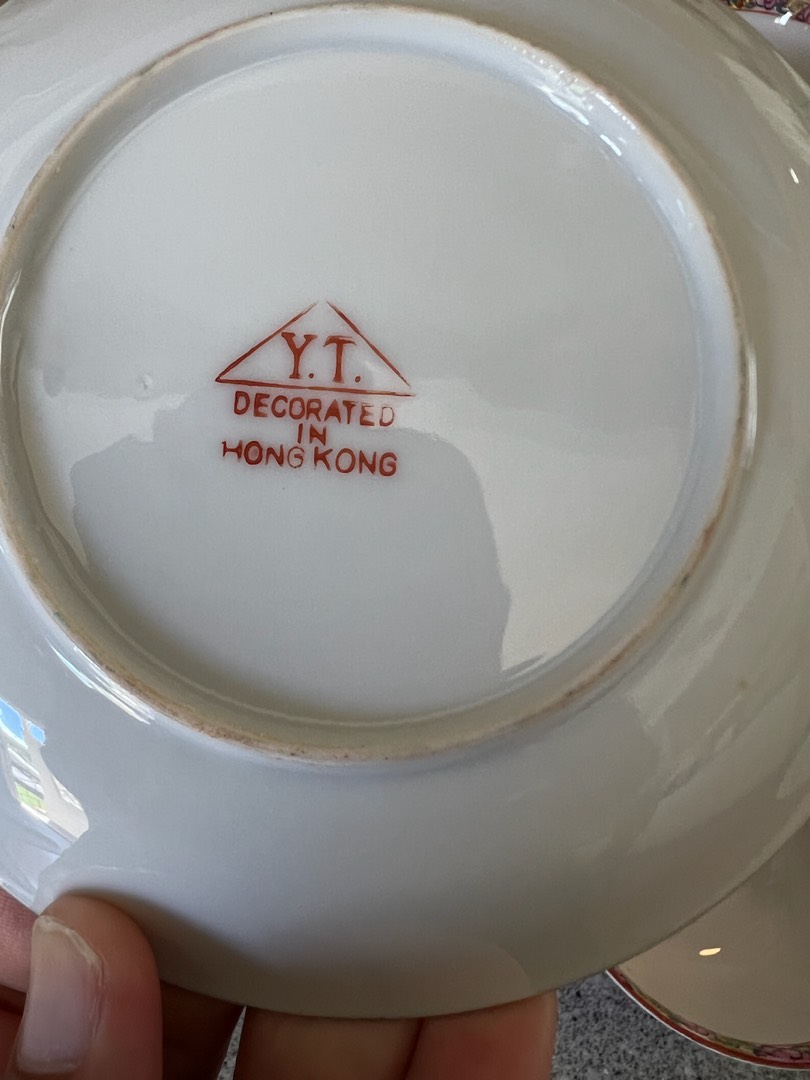 Y.T.
DECORATED
IN
HONG KONG